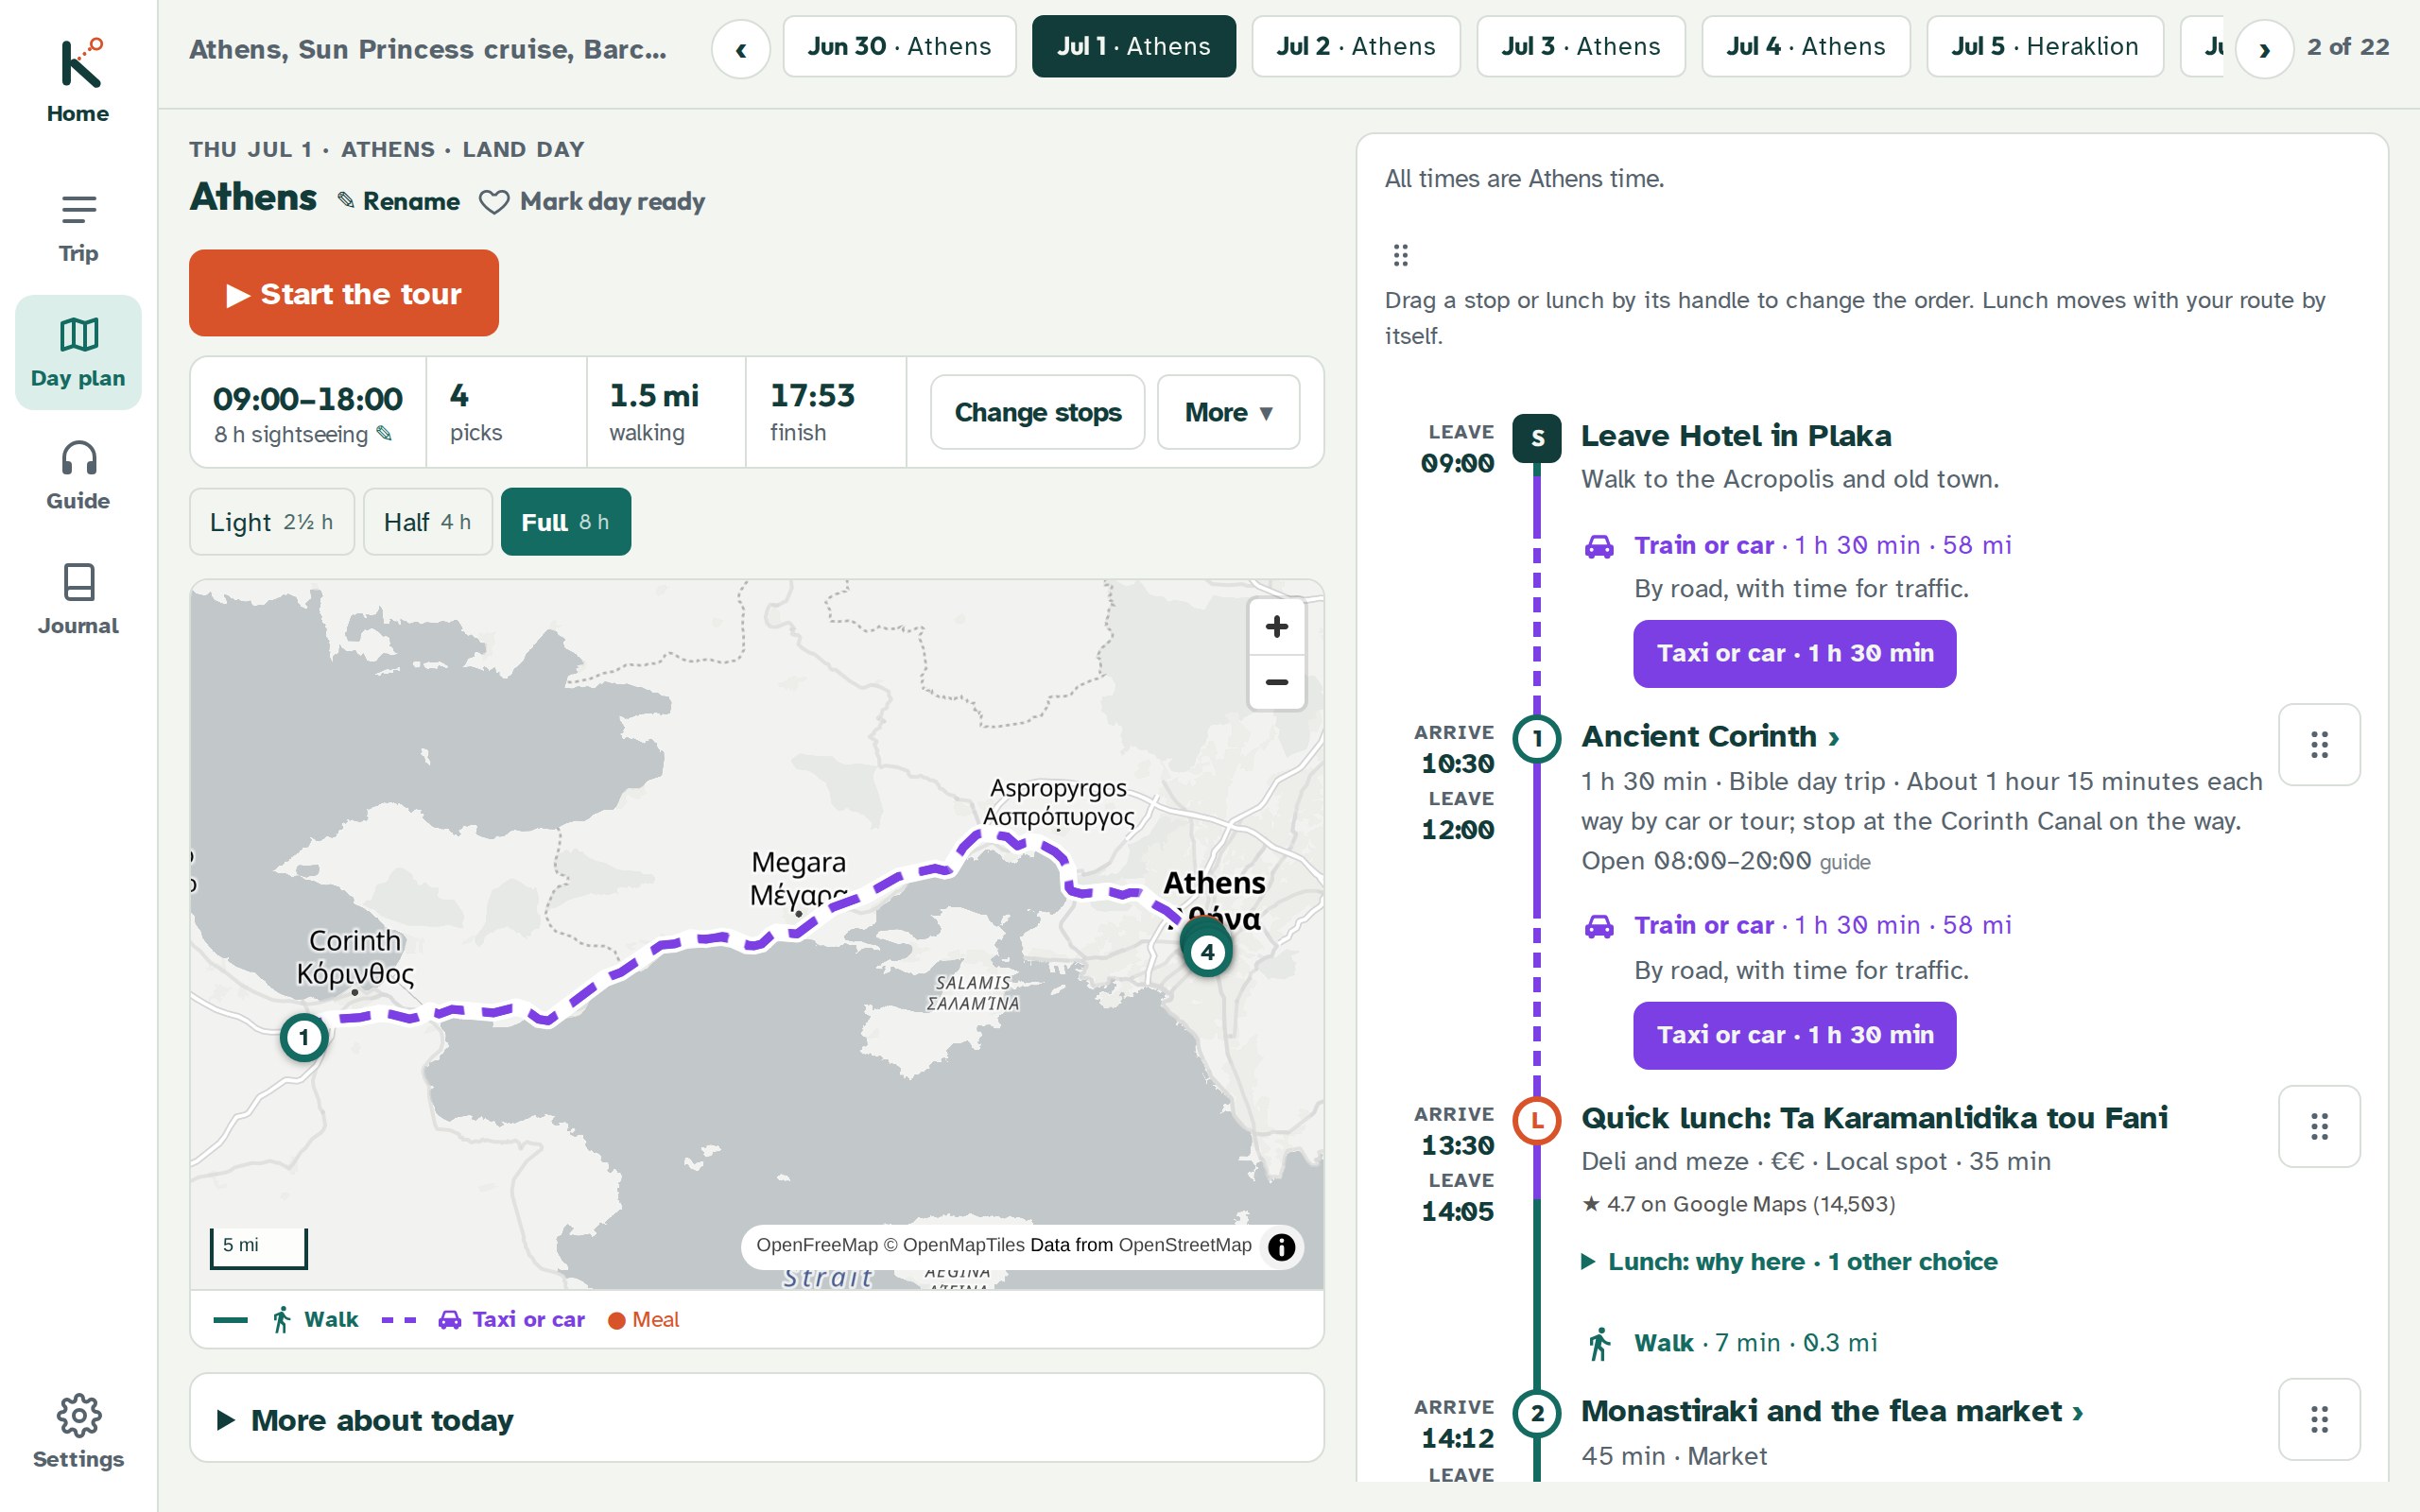 Home
Trip
Day plan
Guide
Journal
Settings
Athens, Sun Princess cruise, Barc...
‹
Jun 30 · Athens
Jul 1 · Athens
Jul 2 · Athens
Jul 3 · Athens
Jul 4 · Athens
Jul 5 · Heraklion
›
2 of 22
THU JUL 1 · ATHENS · LAND DAY
Athens ✎ Rename Mark day ready
▶ Start the tour
09:00–18:00
8 h sightseeing ✎
4
picks
1.5 mi
walking
17:53
finish
Change stops
More ▾
Light 2½ h
Half 4 h
Full 8 h
+
−
Aspropyrgos
Ασπρόπυργος
Megara
Μέγαρα
Athens
Corinth
Κόρινθος
4
SALAMIS
ΣΑΛΑΜΊΝΑ
1
5 mi
OpenFreeMap © OpenMapTiles Data from OpenStreetMap
Strait
AEGINA
Walk
Taxi or car
Meal
▶ More about today
All times are Athens time.
Drag a stop or lunch by its handle to change the order. Lunch moves with your route by
itself.
LEAVE
09:00
S
Leave Hotel in Plaka
Walk to the Acropolis and old town.
Train or car · 1 h 30 min · 58 mi
By road, with time for traffic.
Taxi or car · 1 h 30 min
ARRIVE
10:30
LEAVE
12:00
1
Ancient Corinth ›
1 h 30 min · Bible day trip · About 1 hour 15 minutes each
way by car or tour; stop at the Corinth Canal on the way.
Open 08:00–20:00 guide
Train or car · 1 h 30 min · 58 mi
By road, with time for traffic.
Taxi or car · 1 h 30 min
ARRIVE
13:30
LEAVE
14:05
L
Quick lunch: Ta Karamanlidika tou Fani
Deli and meze · €€ · Local spot · 35 min
★ 4.7 on Google Maps (14,503)
▶ Lunch: why here · 1 other choice
Walk · 7 min · 0.3 mi
ARRIVE
14:12
LEAVE
2
Monastiraki and the flea market ›
45 min · Market